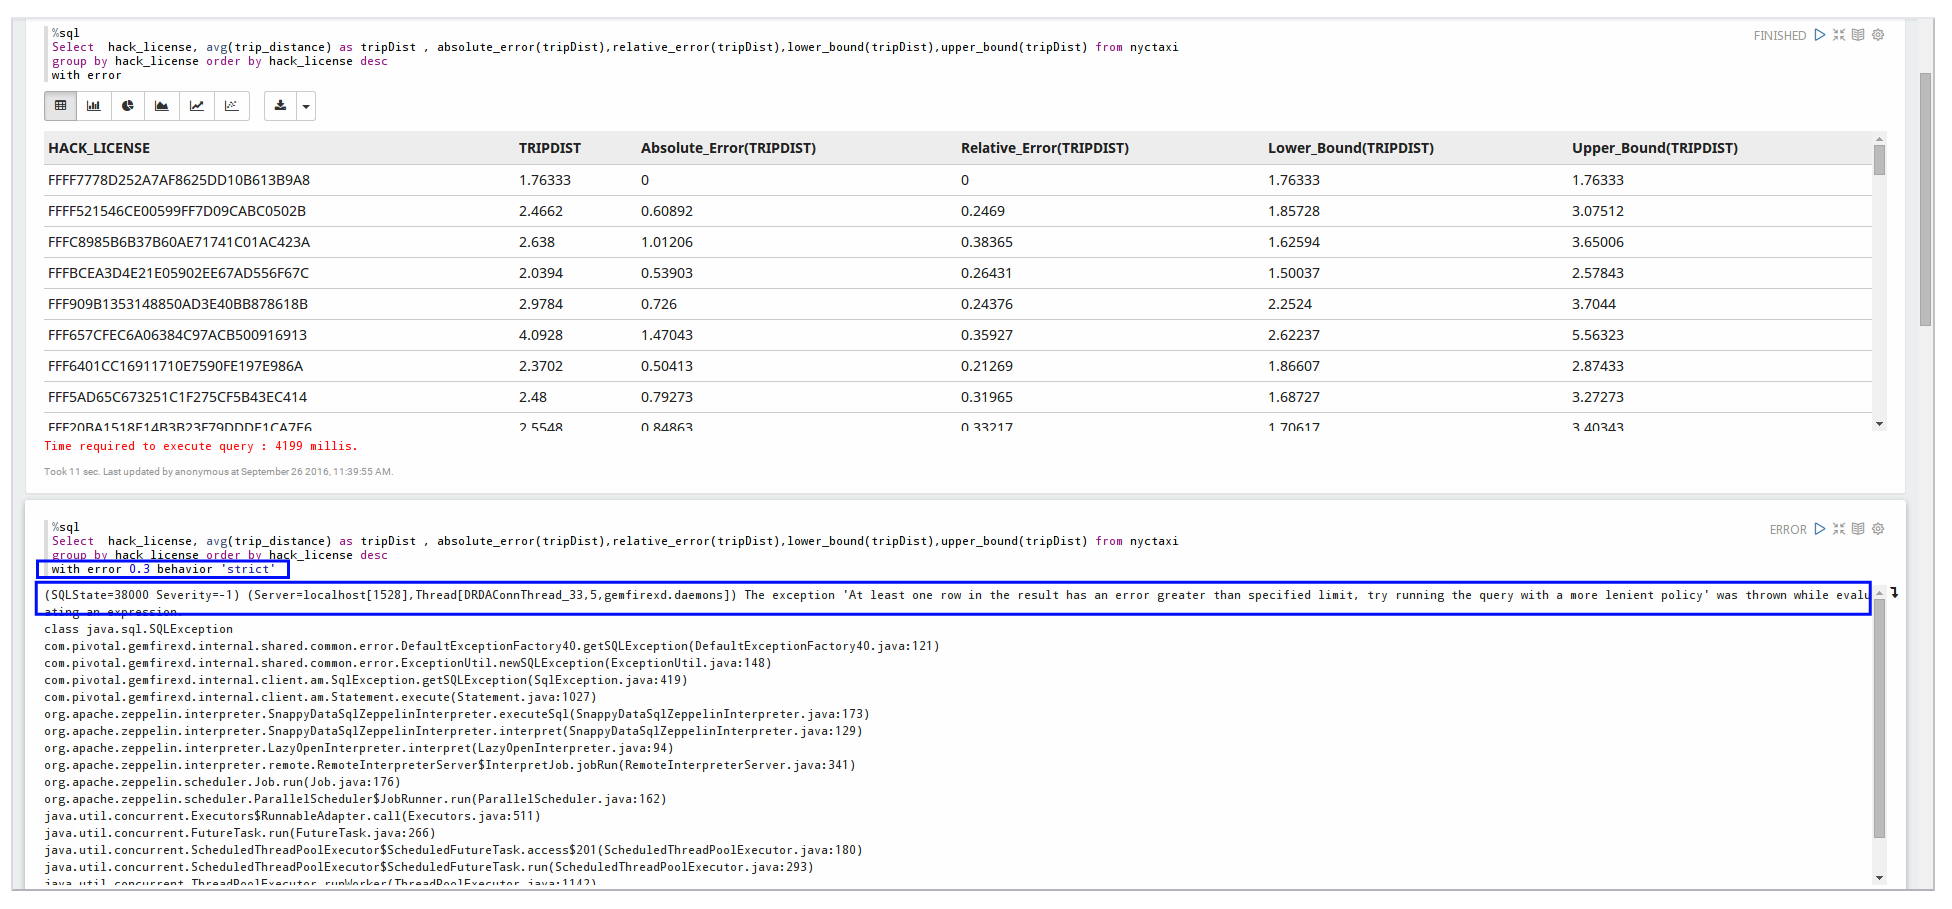 %sql
Select  hack_license, avg(trip_distance) as tripDist , absolute_error(tripDist),relative_error(tripDist),lower_bound(tripDist),upper_bound(tripDist) from nyctaxi
group by hack_license order by hack_license desc
with error
FINISHED
HACK_LICENSE TRIPDIST Absolute_Error(TRIPDIST) Relative_Error(TRIPDIST) Lower_Bound(TRIPDIST) Upper_Bound(TRIPDIST)
FFFF7778D252A7AF8625DD10B613B9A8 1.76333 0 0 1.76333 1.76333
FFFF521546CE00599FF7D09CABC0502B 2.4662 0.60892 0.2469 1.85728 3.07512
FFFC8985B6B37B60AE71741C01AC423A 2.638 1.01206 0.38365 1.62594 3.65006
FFFBCEA3D4E21E05902EE67AD556F67C 2.0394 0.53903 0.26431 1.50037 2.57843
FFF909B1353148850AD3E40BB878618B 2.9784 0.726 0.24376 2.2524 3.7044
FFF657CFEC6A06384C97ACB500916913 4.0928 1.47043 0.35927 2.62237 5.56323
FFF6401CC16911710E7590FE197E986A 2.3702 0.50413 0.21269 1.86607 2.87433
FFF5AD65C673251C1F275CF5B43EC414 2.48 0.79273 0.31965 1.68727 3.27273
2.5548 0.84863 0.33217 1.70617 3.40343
Time required to execute query : 4199 millis.
Took 11 sec. Last updated by anonymous at September 26 2016, 11:39:55 AM.
%sql
Select  hack_license, avg(trip_distance) as tripDist , absolute_error(tripDist),relative_error(tripDist),lower_bound(tripDist),upper_bound(tripDist) from nyctaxi
group by hack_license order by hack_license desc
with error 0.3 behavior 'strict'
ERROR
(SQLState=38000 Severity=-1) (Server=localhost[1528],Thread[DRDAConnThread_33,5,gemfirexd.daemons]) The exception 'At least one row in the result has an error greater than specified limit, try running the query with a more lenient policy' was thrown while evalu
ating an expression.
class java.sql.SQLException
com.pivotal.gemfirexd.internal.shared.common.error.DefaultExceptionFactory40.getSQLException(DefaultExceptionFactory40.java:121)
com.pivotal.gemfirexd.internal.shared.common.error.ExceptionUtil.newSQLException(ExceptionUtil.java:148)
com.pivotal.gemfirexd.internal.client.am.SqlException.getSQLException(SqlException.java:419)
com.pivotal.gemfirexd.internal.client.am.Statement.execute(Statement.java:1027)
org.apache.zeppelin.interpreter.SnappyDataSqlZeppelinInterpreter.executeSql(SnappyDataSqlZeppelinInterpreter.java:173)
org.apache.zeppelin.interpreter.SnappyDataSqlZeppelinInterpreter.interpret(SnappyDataSqlZeppelinInterpreter.java:129)
org.apache.zeppelin.interpreter.LazyOpenInterpreter.interpret(LazyOpenInterpreter.java:94)
org.apache.zeppelin.interpreter.remote.RemoteInterpreterServer$InterpretJob.jobRun(RemoteInterpreterServer.java:341)
org.apache.zeppelin.scheduler.Job.run(Job.java:176)
org.apache.zeppelin.scheduler.ParallelScheduler$JobRunner.run(ParallelScheduler.java:162)
java.util.concurrent.Executors$RunnableAdapter.call(Executors.java:511)
java.util.concurrent.FutureTask.run(FutureTask.java:266)
java.util.concurrent.ScheduledThreadPoolExecutor$ScheduledFutureTask.access$201(ScheduledThreadPoolExecutor.java:180)
java.util.concurrent.ScheduledThreadPoolExecutor$ScheduledFutureTask.run(ScheduledThreadPoolExecutor.java:293)
java.util.concurrent.ThreadPoolExecutor.runWorker(ThreadPoolExecutor.java:1142)